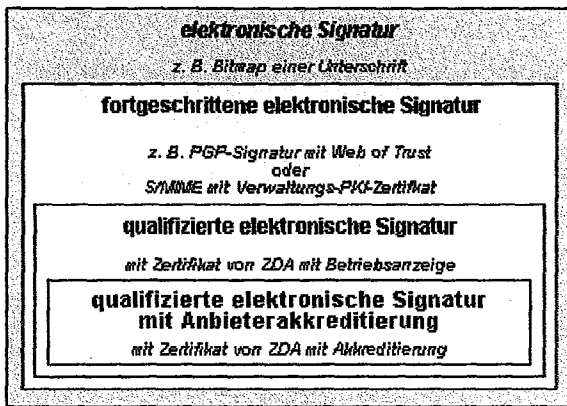 elektronische Signatur
z. B. Bitmap einer Unterschrift
fortgeschrittene elektronische Signatur
z. B. PGP-Signatur mit Web of Trust
oder
S/MIME mit Verwaltungs-PKI-Zertifikat
qualifizierte elektronische Signatur
mit Zertifikat von ZDA mit Betriebsanzeige
qualifizierte elektronische Signatur
mit Anbieterakkreditierung
mit Zertifikat von ZDA mit Akkreditierung